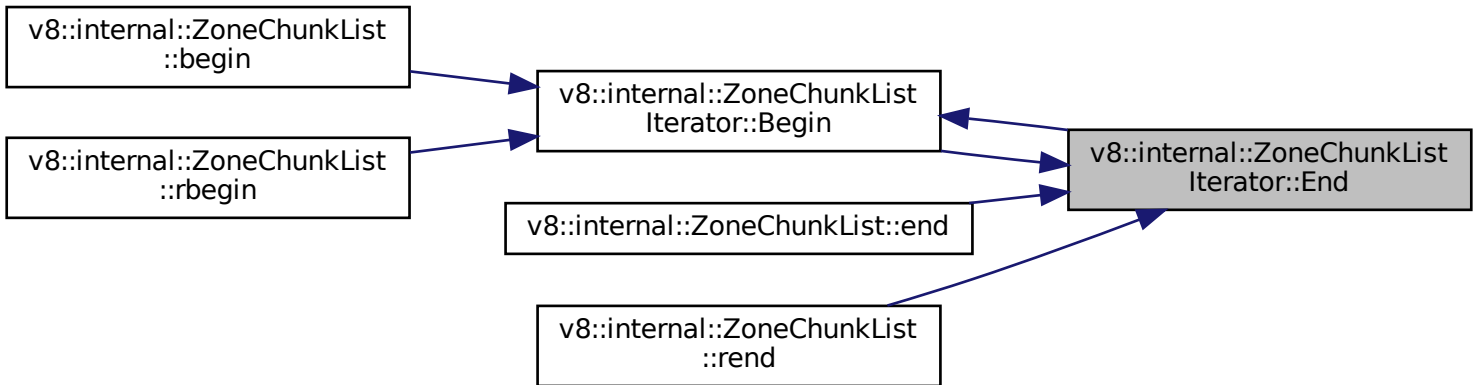 v8::internal::ZoneChunkList
::begin
v8::internal::ZoneChunkList
::rbegin
v8::internal::ZoneChunkList
Iterator::Begin
v8::internal::ZoneChunkList::end
v8::internal::ZoneChunkList
::rend
v8::internal::ZoneChunkList
Iterator::End